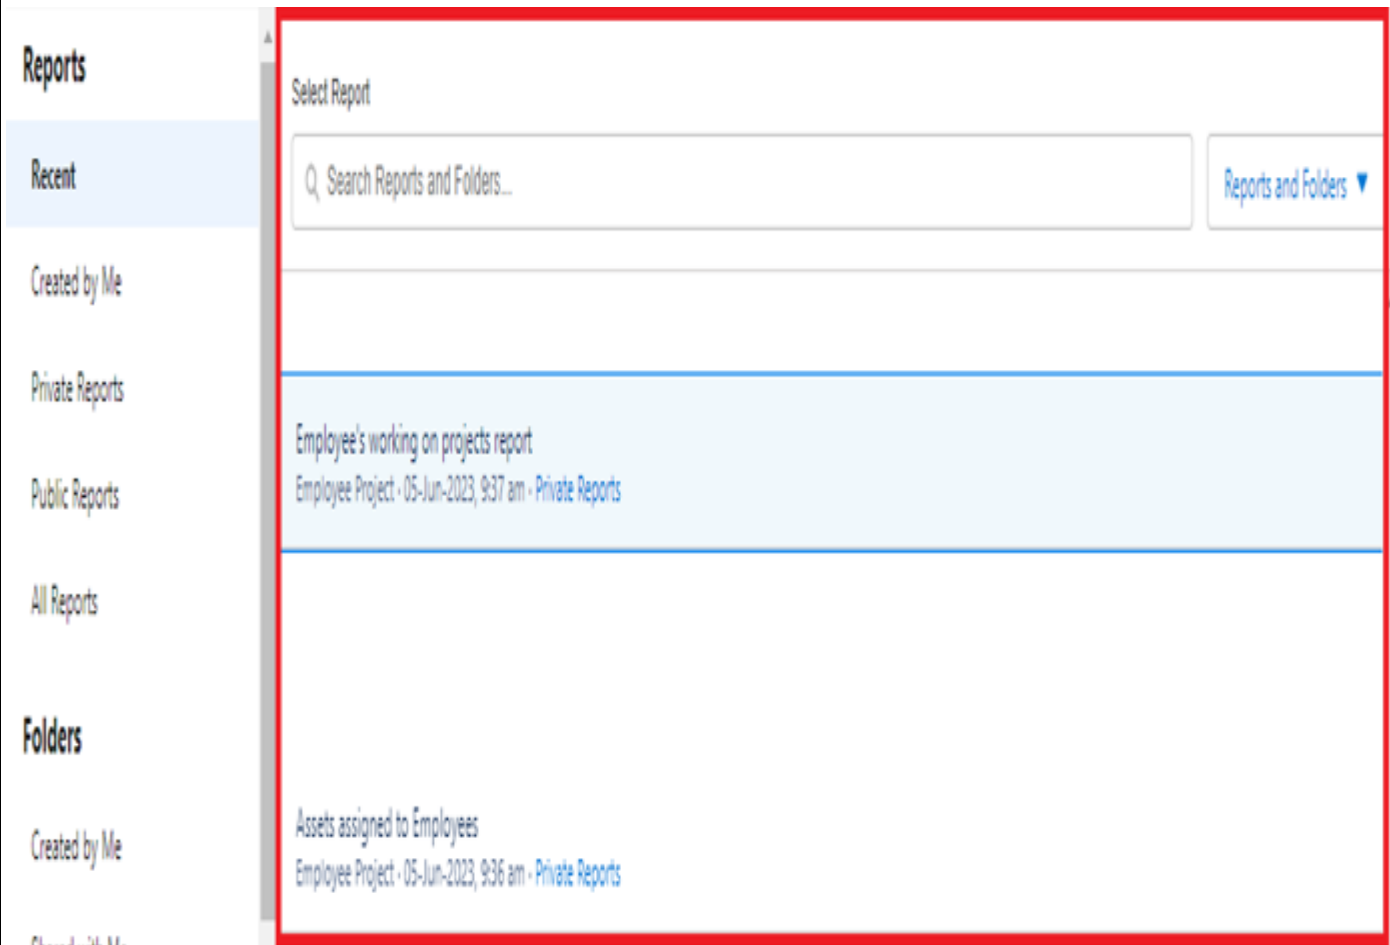 Reports
Recent
Created by Me
Private Reports
Public Reports
All Reports
Folders
Created by Me
Select Report
Search Reports and Folders...
Reports and Folders ▼
Employee's working on projects report
Employee Project · 05-Jun-2023, 9:37 am · Private Reports
Assets assigned to Employees
Employee Project · 05-Jun-2023, 9:36 am · Private Reports